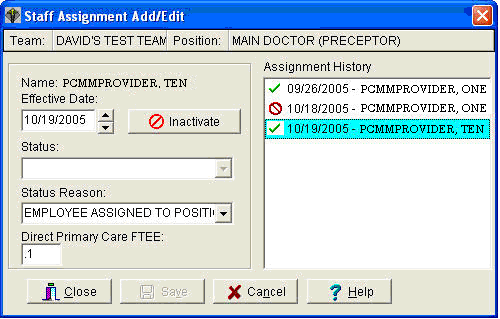 Staff Assignment Add/Edit
Team: DAVID'S TEST TEAM Position: MAIN DOCTOR (PRECEPTOR)
Name: PCMMPROVIDER, TEN
Effective Date:
10/19/2005 Inactivate
Status:
Status Reason:
EMPLOYEE ASSIGNED TO POSITI
Direct Primary Care FTEE:
.1
Assignment History
09/26/2005 - PCMMPROVIDER, ONE
10/18/2005 - PCMMPROVIDER, ONE
10/19/2005 - PCMMPROVIDER, TEN
Close Save Cancel ? Help